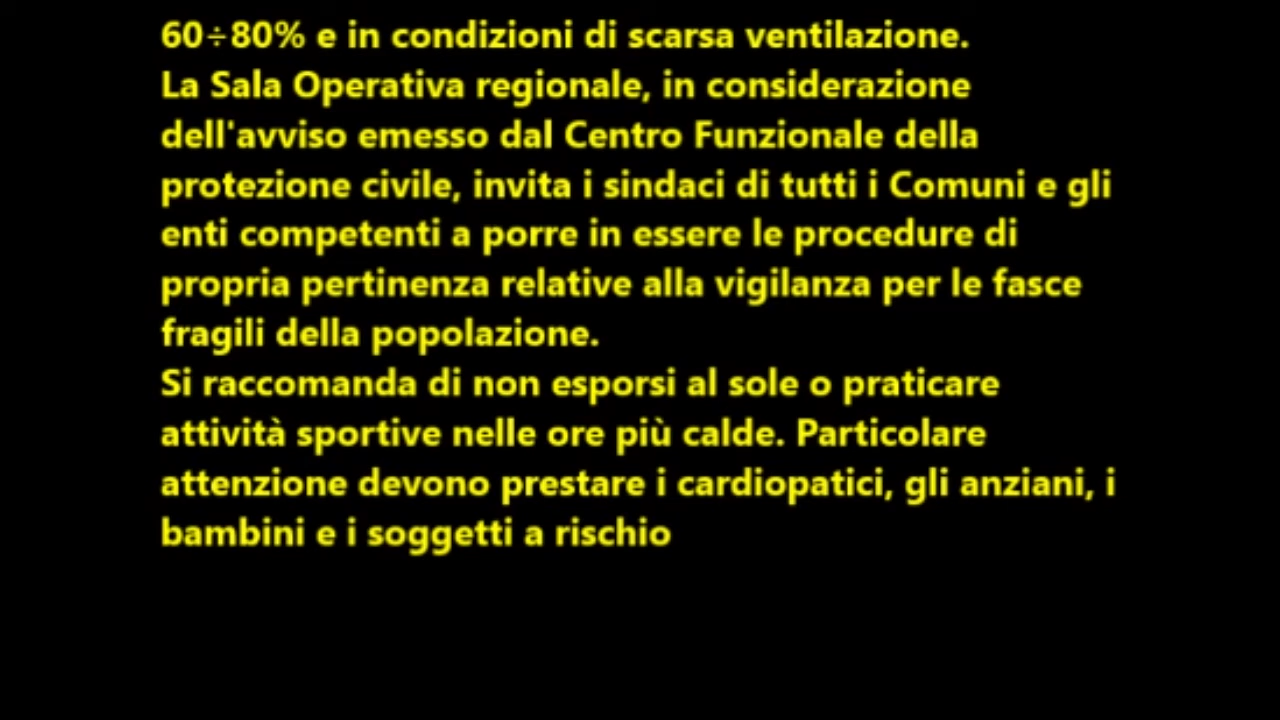 60÷80% e in condizioni di scarsa ventilazione.
La Sala Operativa regionale, in considerazione
dell'avviso emesso dal Centro Funzionale della
protezione civile, invita i sindaci di tutti i Comuni e gli
enti competenti a porre in essere le procedure di
propria pertinenza relative alla vigilanza per le fasce
fragili della popolazione.
Si raccomanda di non esporsi al sole o praticare
attività sportive nelle ore più calde. Particolare
attenzione devono prestare i cardiopatici, gli anziani, i
bambini e i soggetti a rischio